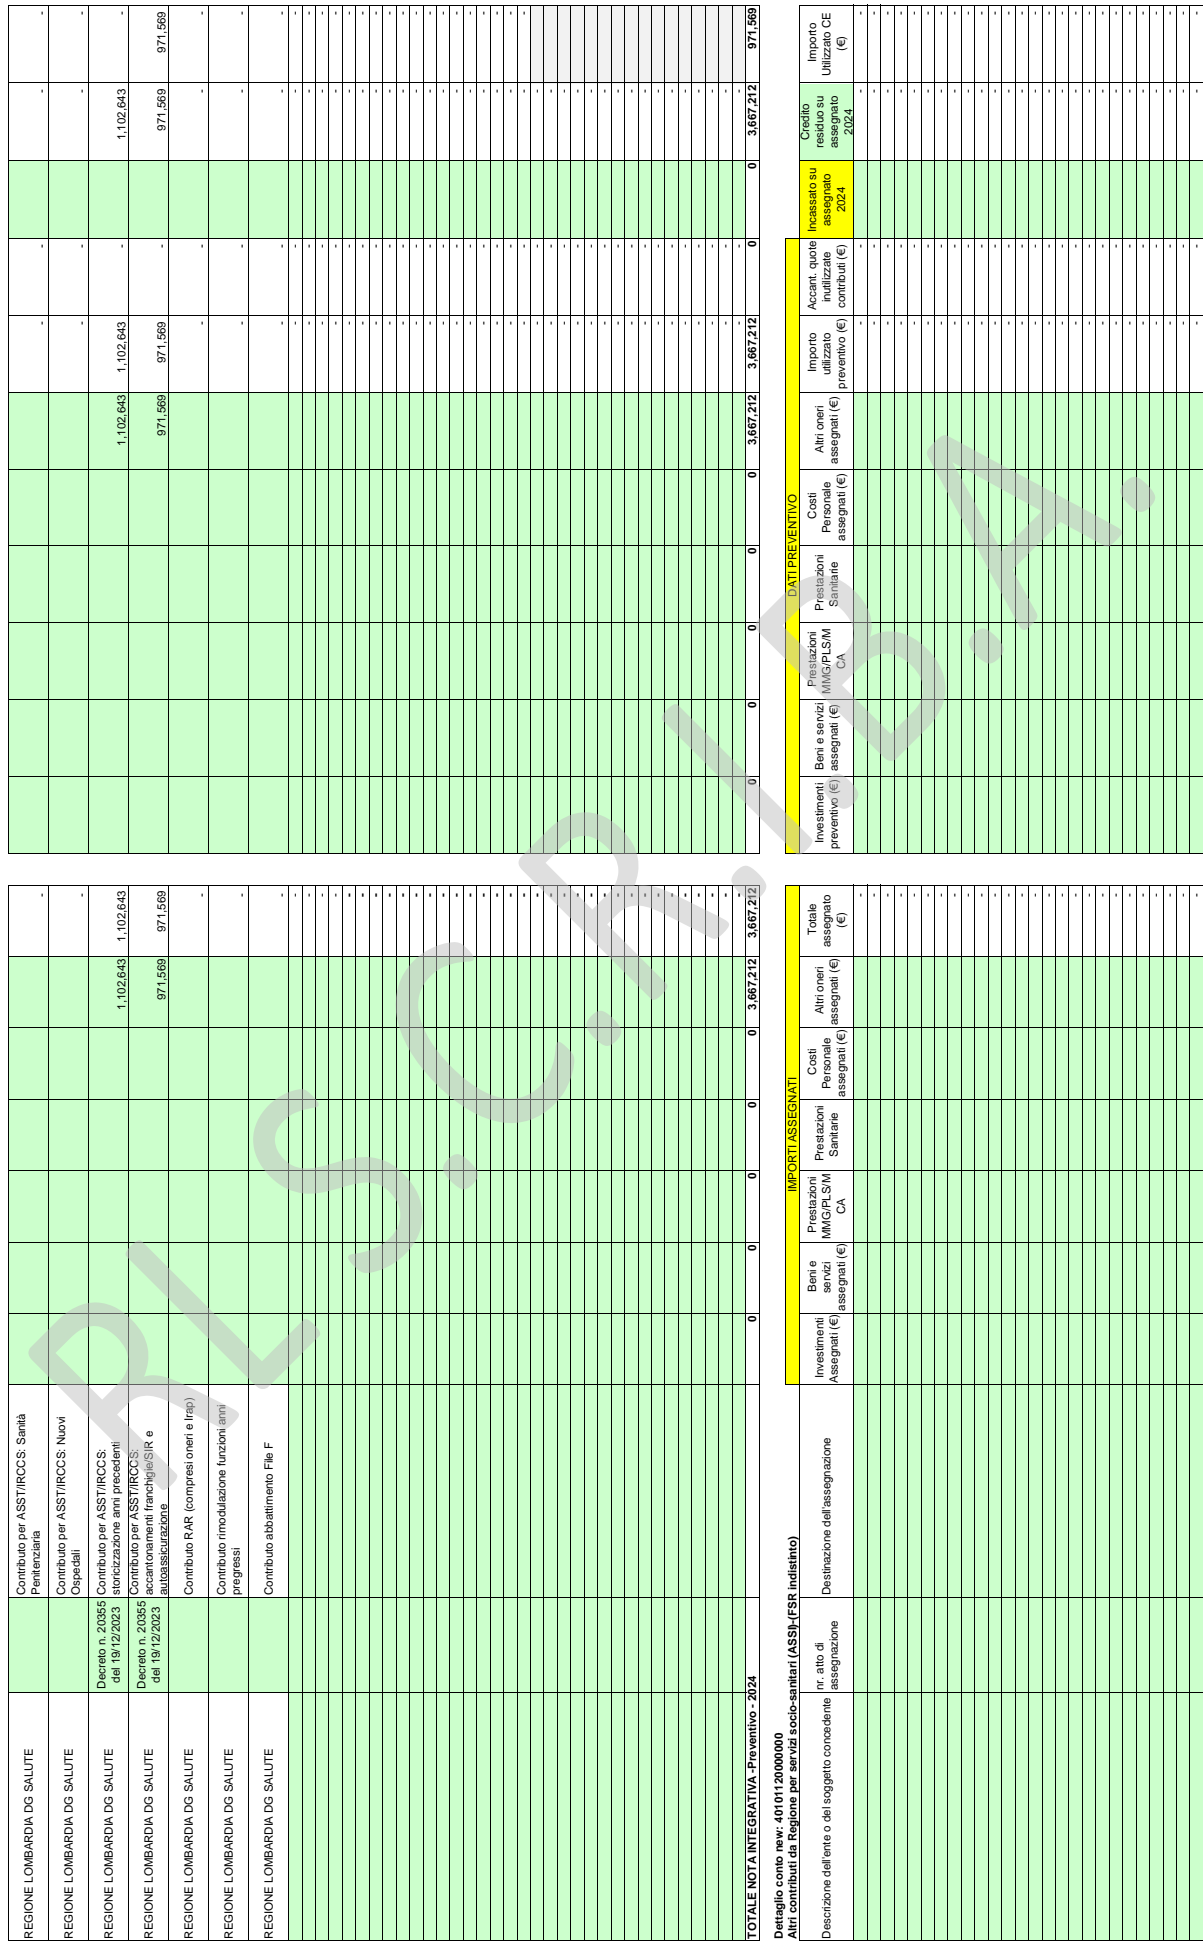 REGIONE LOMBARDIA DG SALUTE Contributo per ASST/IRCCS: Sanità Penitenziaria - - - - -
REGIONE LOMBARDIA DG SALUTE Contributo per ASST/IRCCS: Nuovi Ospedali - - - - -
REGIONE LOMBARDIA DG SALUTE Decreto n. 20355 del 19/12/2023 Contributo per ASST/IRCCS: storicizzazione anni precedenti 1,102,643 1,102,643 1,102,643 1,102,643 - 1,102,643 -
REGIONE LOMBARDIA DG SALUTE Decreto n. 20355 del 19/12/2023 Contributo per ASST/IRCCS: accantonamenti franchigie/SIR e autoassicurazione 971,569 971,569 971,569 971,569 - 971,569 971,569
REGIONE LOMBARDIA DG SALUTE Contributo RAR (compresi oneri e Irap) - - - - -
REGIONE LOMBARDIA DG SALUTE Contributo rimodulazione funzioni anni pregressi - - - - -
REGIONE LOMBARDIA DG SALUTE Contributo abbattimento File F - - - - -
TOTALE NOTA INTEGRATIVA -Preventivo - 2024 0 0 0 0 0 3,667,212 3,667,212 0 0 0 0 0 3,667,212 3,667,212 0 0 3,667,212 971,569
Dettaglio conto new: 40101120000000
Altri contributi da Regione per servizi socio-sanitari (ASSI)-(FSR indistinto)
IMPORTI ASSEGNATI DATI PREVENTIVO
Descrizione dell'ente o del soggetto concedente
nr. atto di assegnazione
Destinazione dell'assegnazione
Investimenti Assegnati (€)
Beni e servizi assegnati (€)
Prestazioni MMG/PLS/M CA
Prestazioni Sanitarie
Costi Personale assegnati (€)
Altri oneri assegnati (€)
Totale assegnato (€)
Investimenti preventivo (€)
Beni e servizi assegnati (€)
Prestazioni MMG/PLS/M CA
Prestazioni Sanitarie
Costi Personale assegnati (€)
Altri oneri assegnati (€)
Importo utilizzato preventivo (€)
Accant. quote inutilizzate contributi (€)
Incassato su assegnato 2024
Credito residuo su assegnato 2024
Importo Utilizzato CE (€)
RL S.C.R.I.B.A.